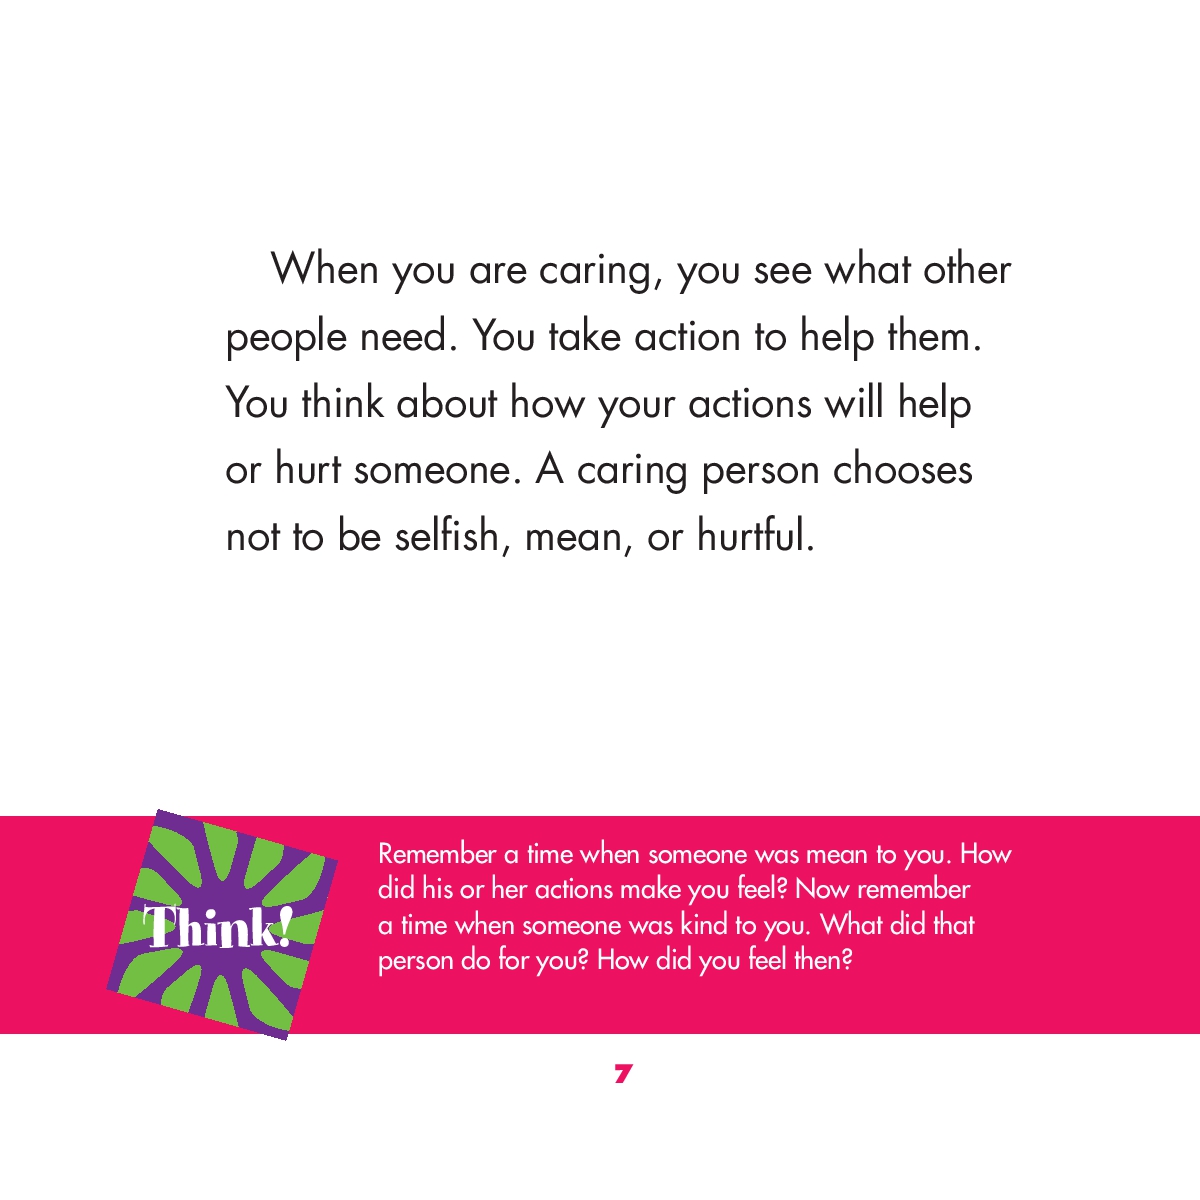 When you are caring, you see what other
people need. You take action to help them.
You think about how your actions will help
or hurt someone. A caring person chooses
not to be selfish, mean, or hurtful.
Think!
Remember a time when someone was mean to you. How
did his or her actions make you feel? Now remember
a time when someone was kind to you. What did that
person do for you? How did you feel then?
7